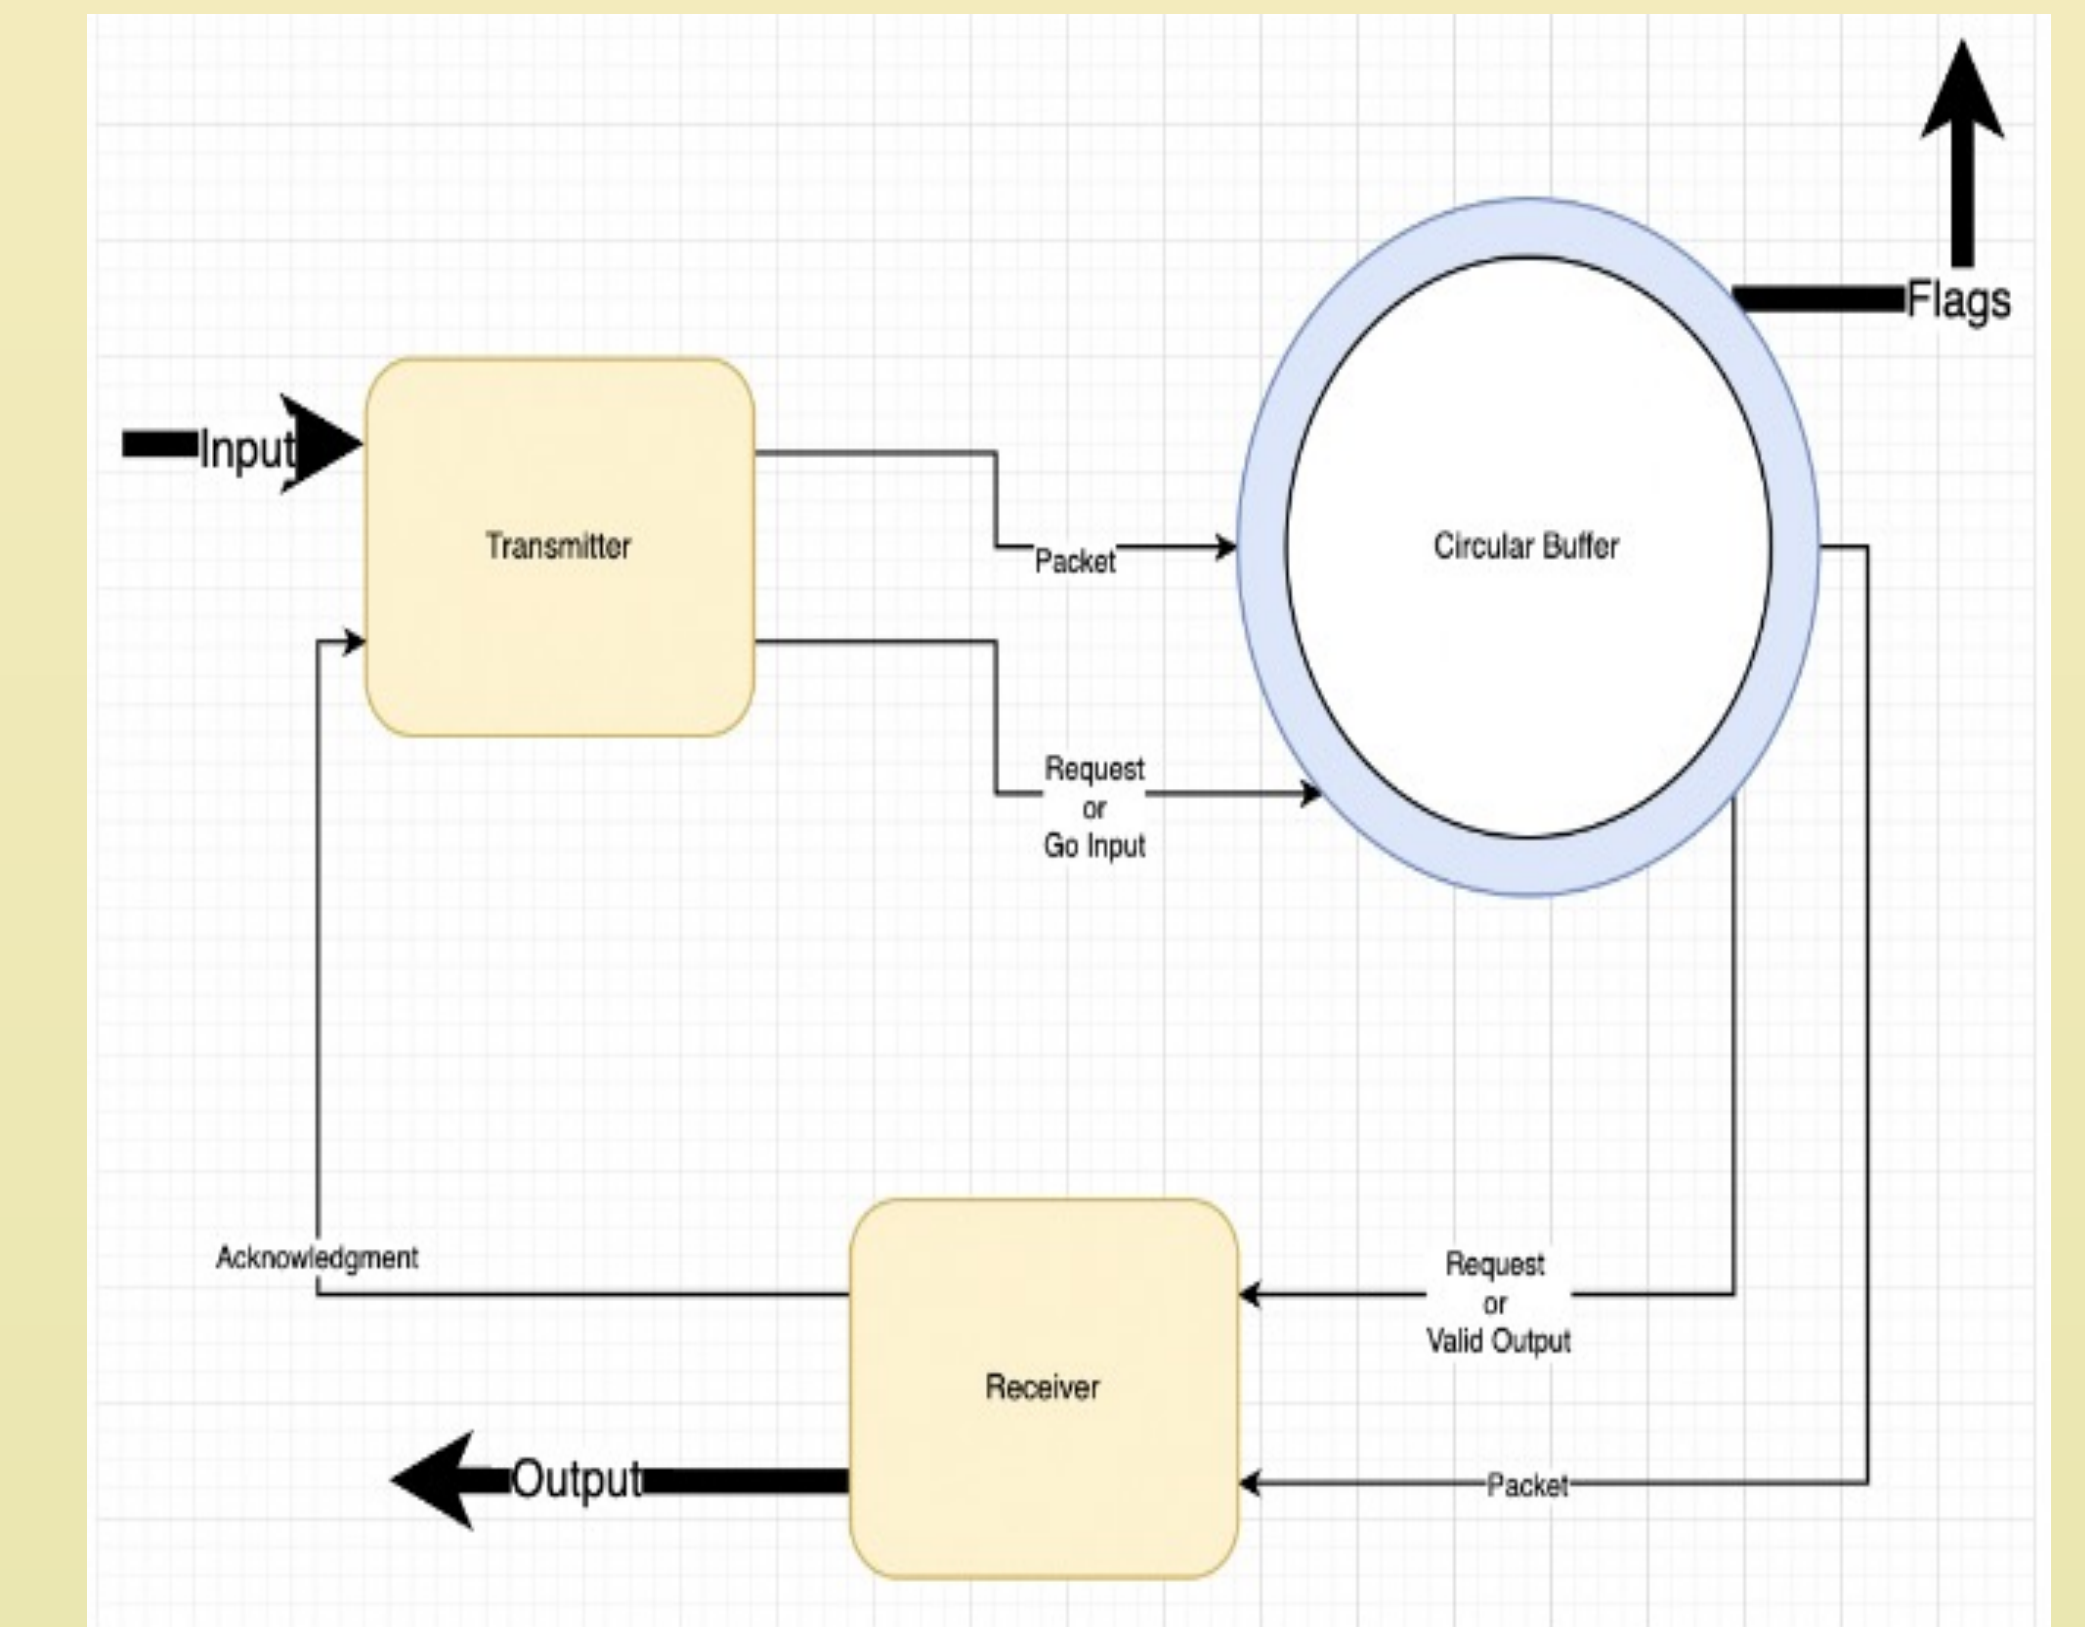 Flags
Input
Transmitter
Packet
Circular Buffer
Request
or
Go Input
Acknowledgment
Request
or
Valid Output
Receiver
Output
Packet